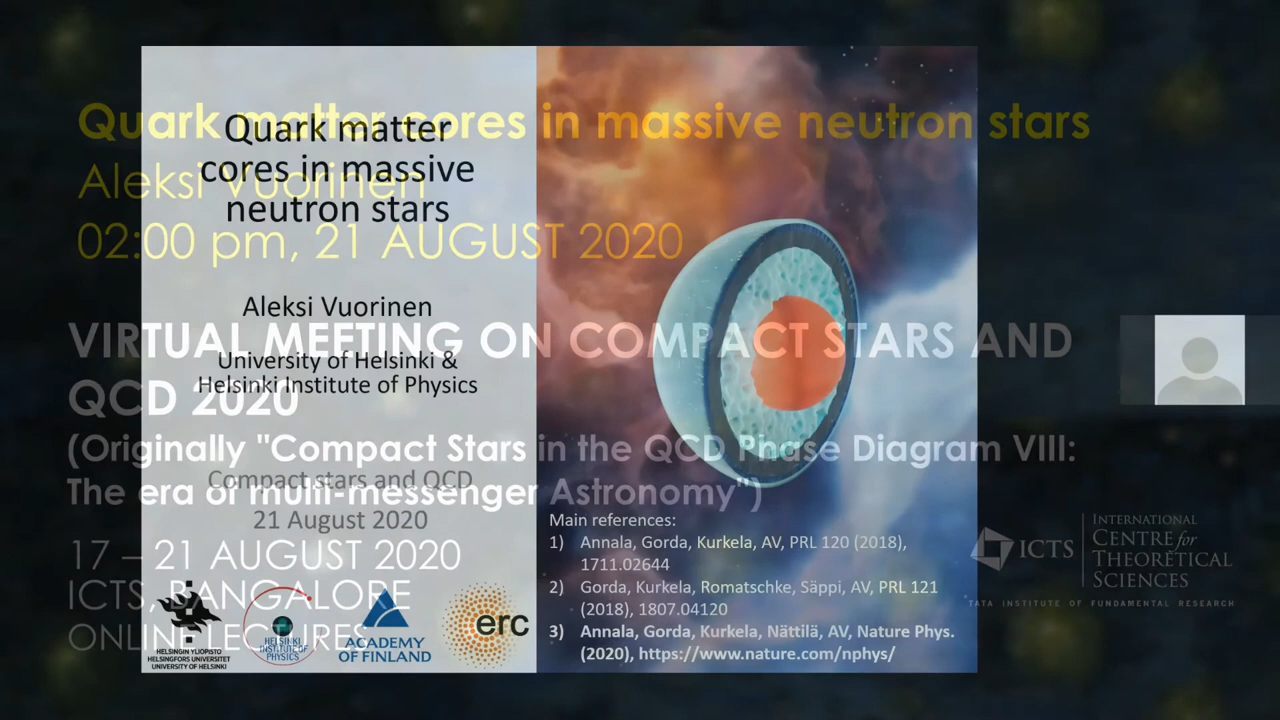 Quark matter cores in massive neutron stars
Aleksi Vuorinen
02:00 pm, 21 AUGUST 2020
VIRTUAL MEETING ON COMPACT STARS AND
QCD 2020
(Originally "Compact Stars in the QCD Phase Diagram VIII:
The era of multi-messenger Astronomy")
17 – 21 AUGUST 2020
ICTS, BANGALORE
ONLINE LECTURES
Quark matter
cores in massive
neutron stars
Aleksi Vuorinen
University of Helsinki &
Helsinki Institute of Physics
Compact stars and QCD
21 August 2020
HELSINGIN YLIOPISTO
HELSINGFORS UNIVERSITET
UNIVERSITY OF HELSINKI
HELSINKI
INSTITUTE OF
PHYSICS
ACADEMY
OF FINLAND
erc
Main references:
1) Annala, Gorda, Kurkela, AV, PRL 120 (2018),
1711.02644
2) Gorda, Kurkela, Romatschke, Säppi, AV, PRL 121
(2018), 1807.04120
3) Annala, Gorda, Kurkela, Nättilä, AV, Nature Phys.
(2020), https://www.nature.com/nphys/
ICTS
INTERNATIONAL
CENTRE for
THEORETICAL
SCIENCES
TATA INSTITUTE OF FUNDAMENTAL RESEARCH